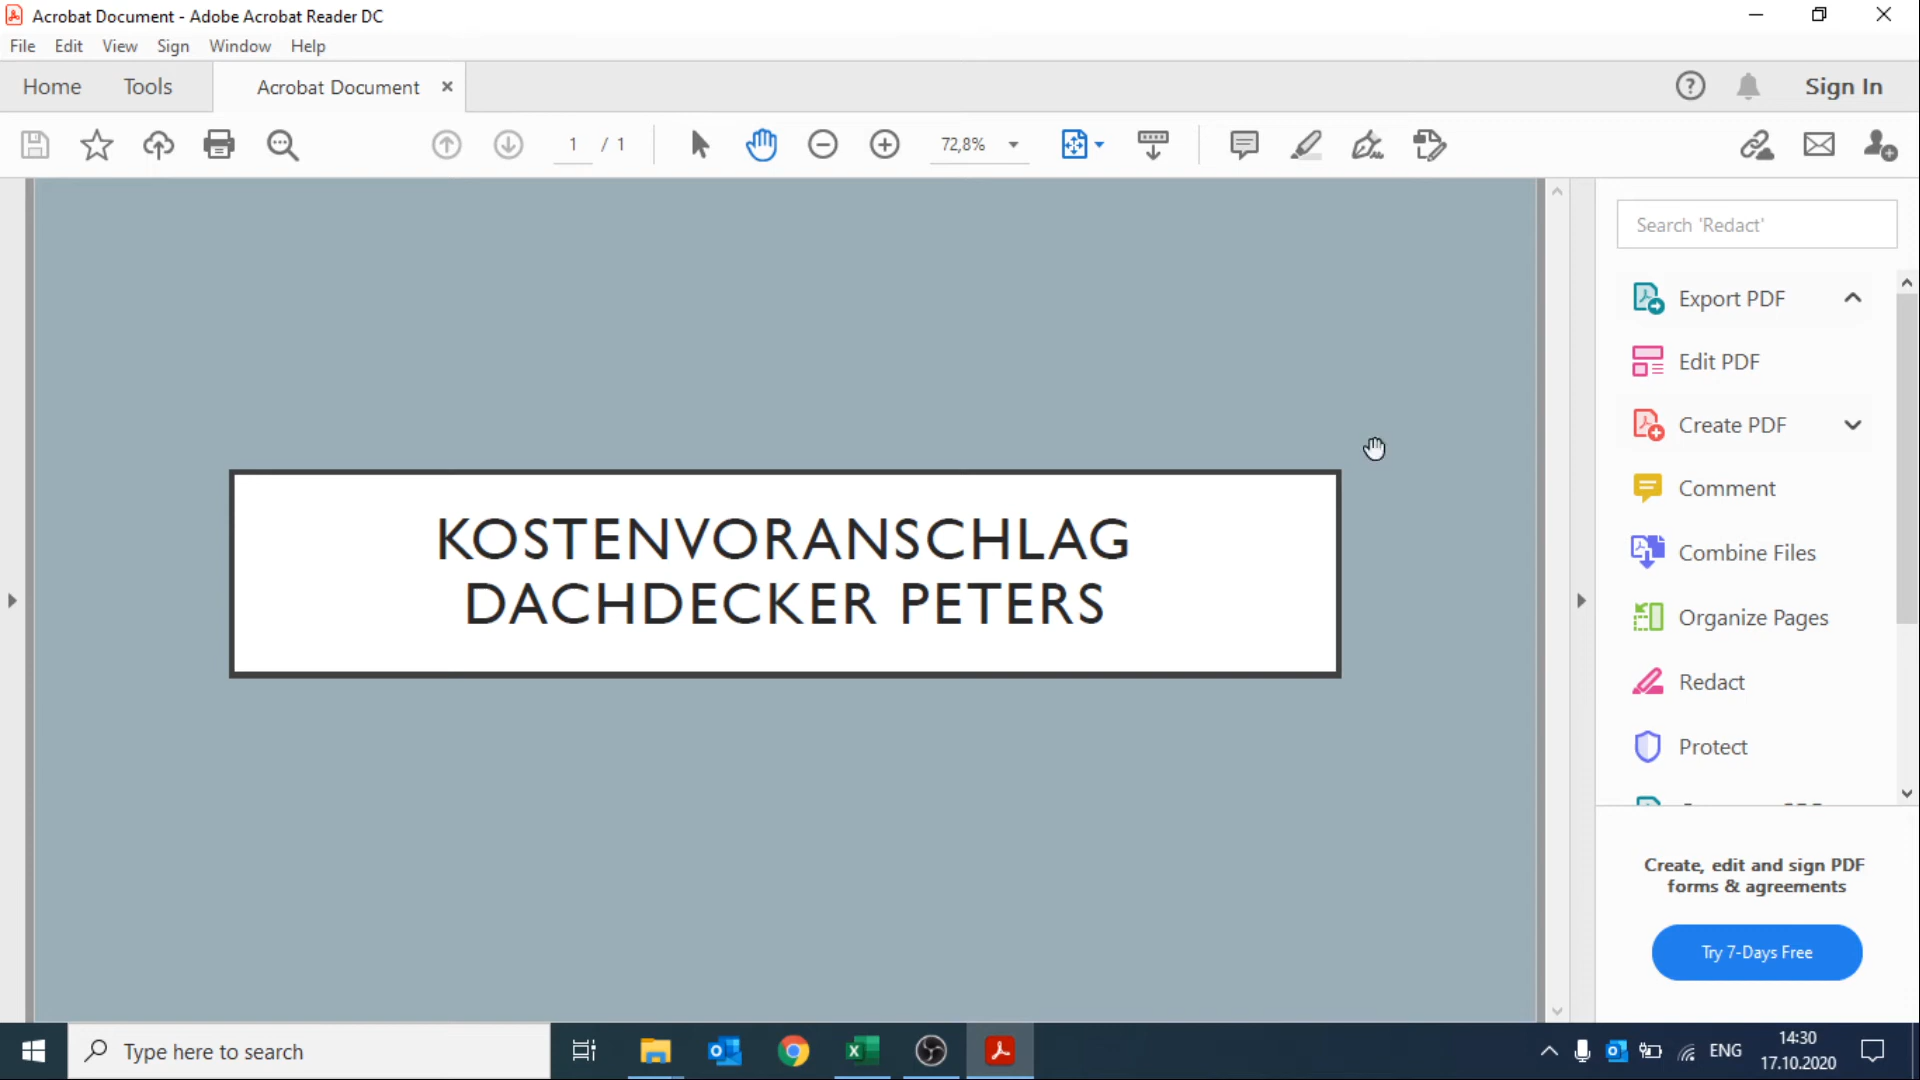 Acrobat Document - Adobe Acrobat Reader DC
File Edit View Sign Window Help
Home Tools Acrobat Document Sign In
1 / 1 72,8%
Search 'Redact'
Export PDF
Edit PDF
Create PDF
Comment
Combine Files
Organize Pages
Redact
Protect
KOSTENVORANSCHLAG
DACHDECKER PETERS
Create, edit and sign PDF
forms & agreements
Try 7-Days Free
Type here to search
ENG
14:30
17.10.2020